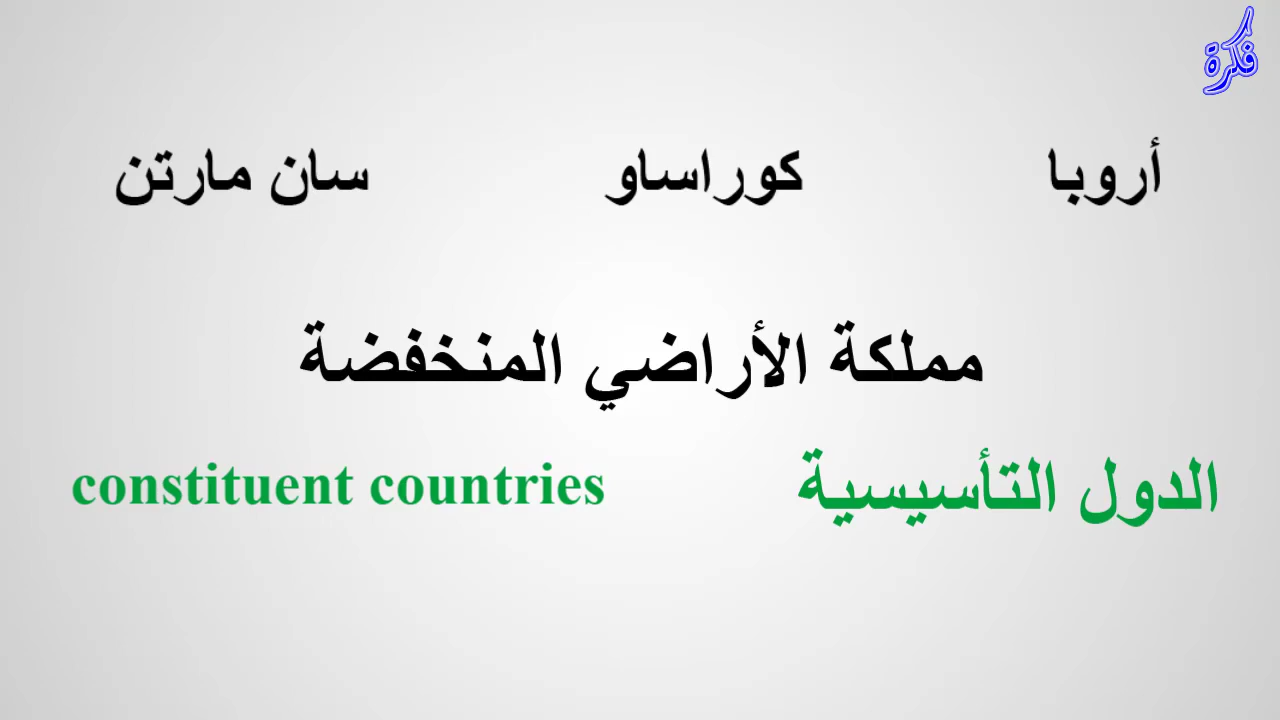 فكرة
أروبا كوراساو سان مارتن
مملكة الأراضي المنخفضة
الدول التأسيسية constituent countries